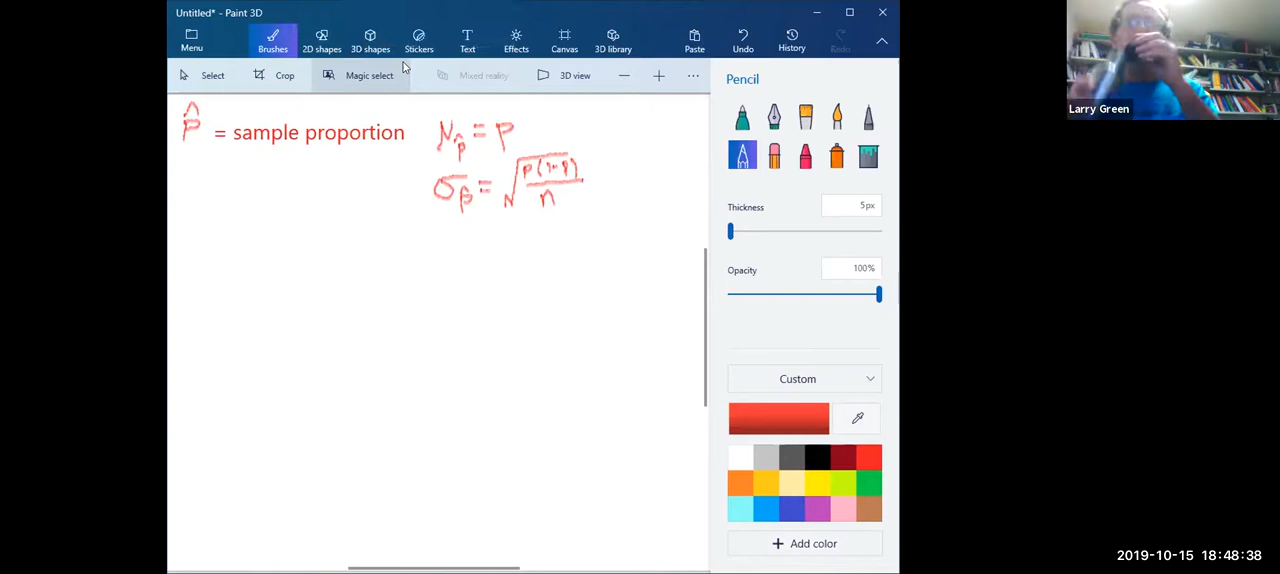 Untitled* - Paint 3D
Menu
Brushes
2D shapes
3D shapes
Stickers
Text
Effects
Canvas
3D library
Paste
Undo
History
Redo
Select
Crop
Magic select
Mixed reality
3D view
Pencil
Larry Green
p̂ = sample proportion
μp̂ = p
σp̂ = √(p(1-p)/n)
Thickness
5px
Opacity
100%
Custom
+ Add color
2019-10-15 18:48:38